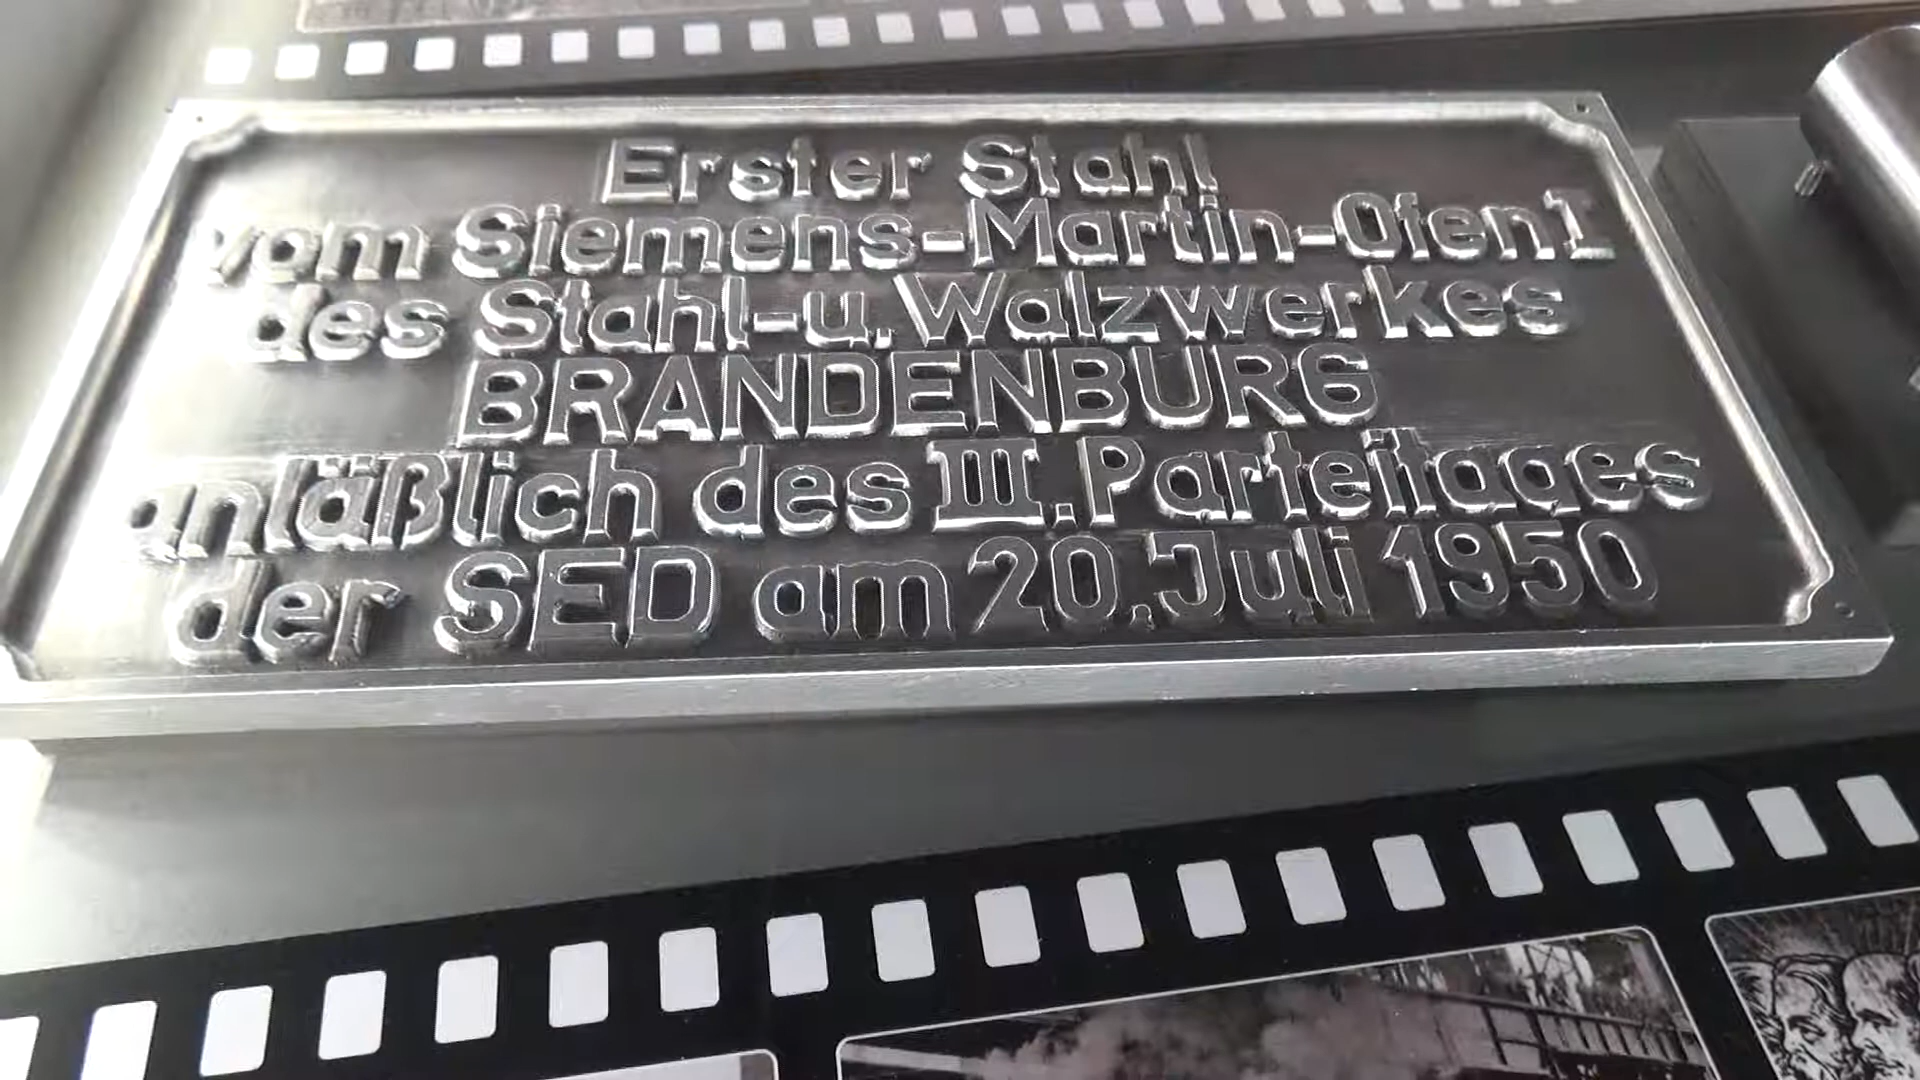 Erster Stahl
vom Siemens-Martin-Ofen I
des Stahl-u. Walzwerkes
BRANDENBURG
anläßlich des III. Parteitages
der SED am 20. Juli 1950